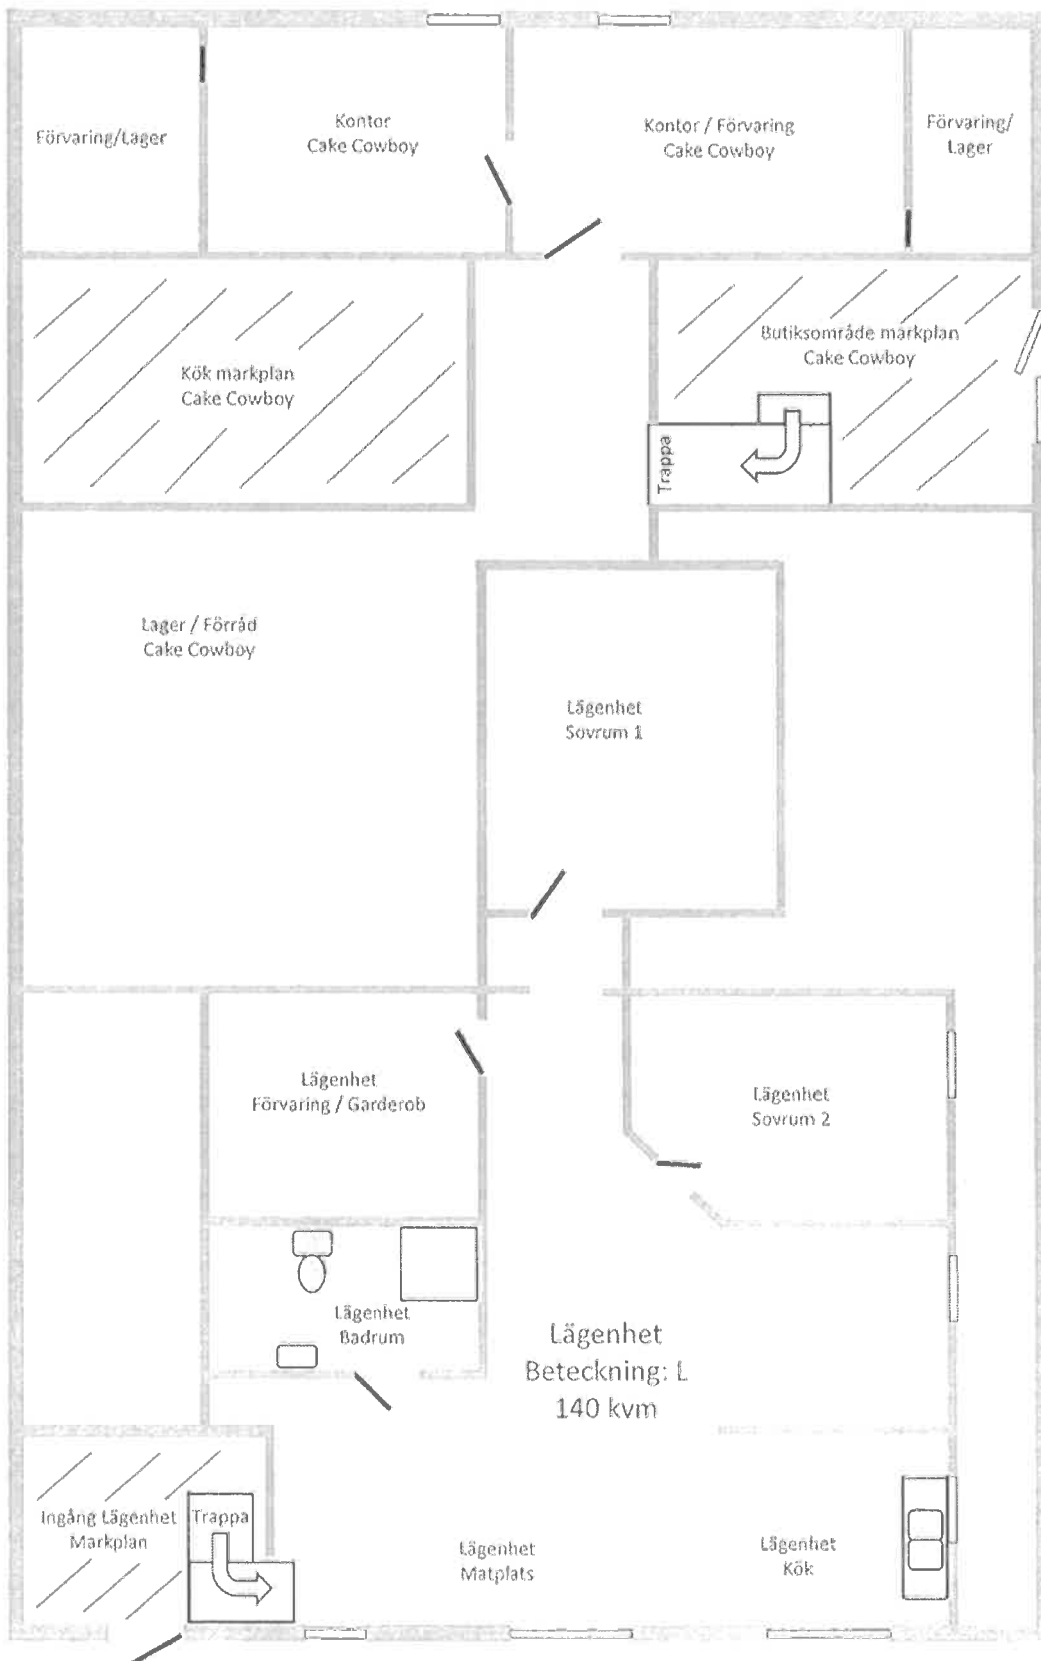 Förvaring/Lager
Kontor
Cake Cowboy
Kontor / Förvaring
Cake Cowboy
Förvaring/
Lager
Kök markplan
Cake Cowboy
Butiksområde markplan
Cake Cowboy
Trappa
Lager / Förråd
Cake Cowboy
Lägenhet
Sovrum 1
Lägenhet
Förvaring / Garderob
Lägenhet
Sovrum 2
Lägenhet
Badrum
Lägenhet
Beteckning: L
140 kvm
Ingång Lägenhet
Markplan
Trappa
Lägenhet
Matplats
Lägenhet
Kök